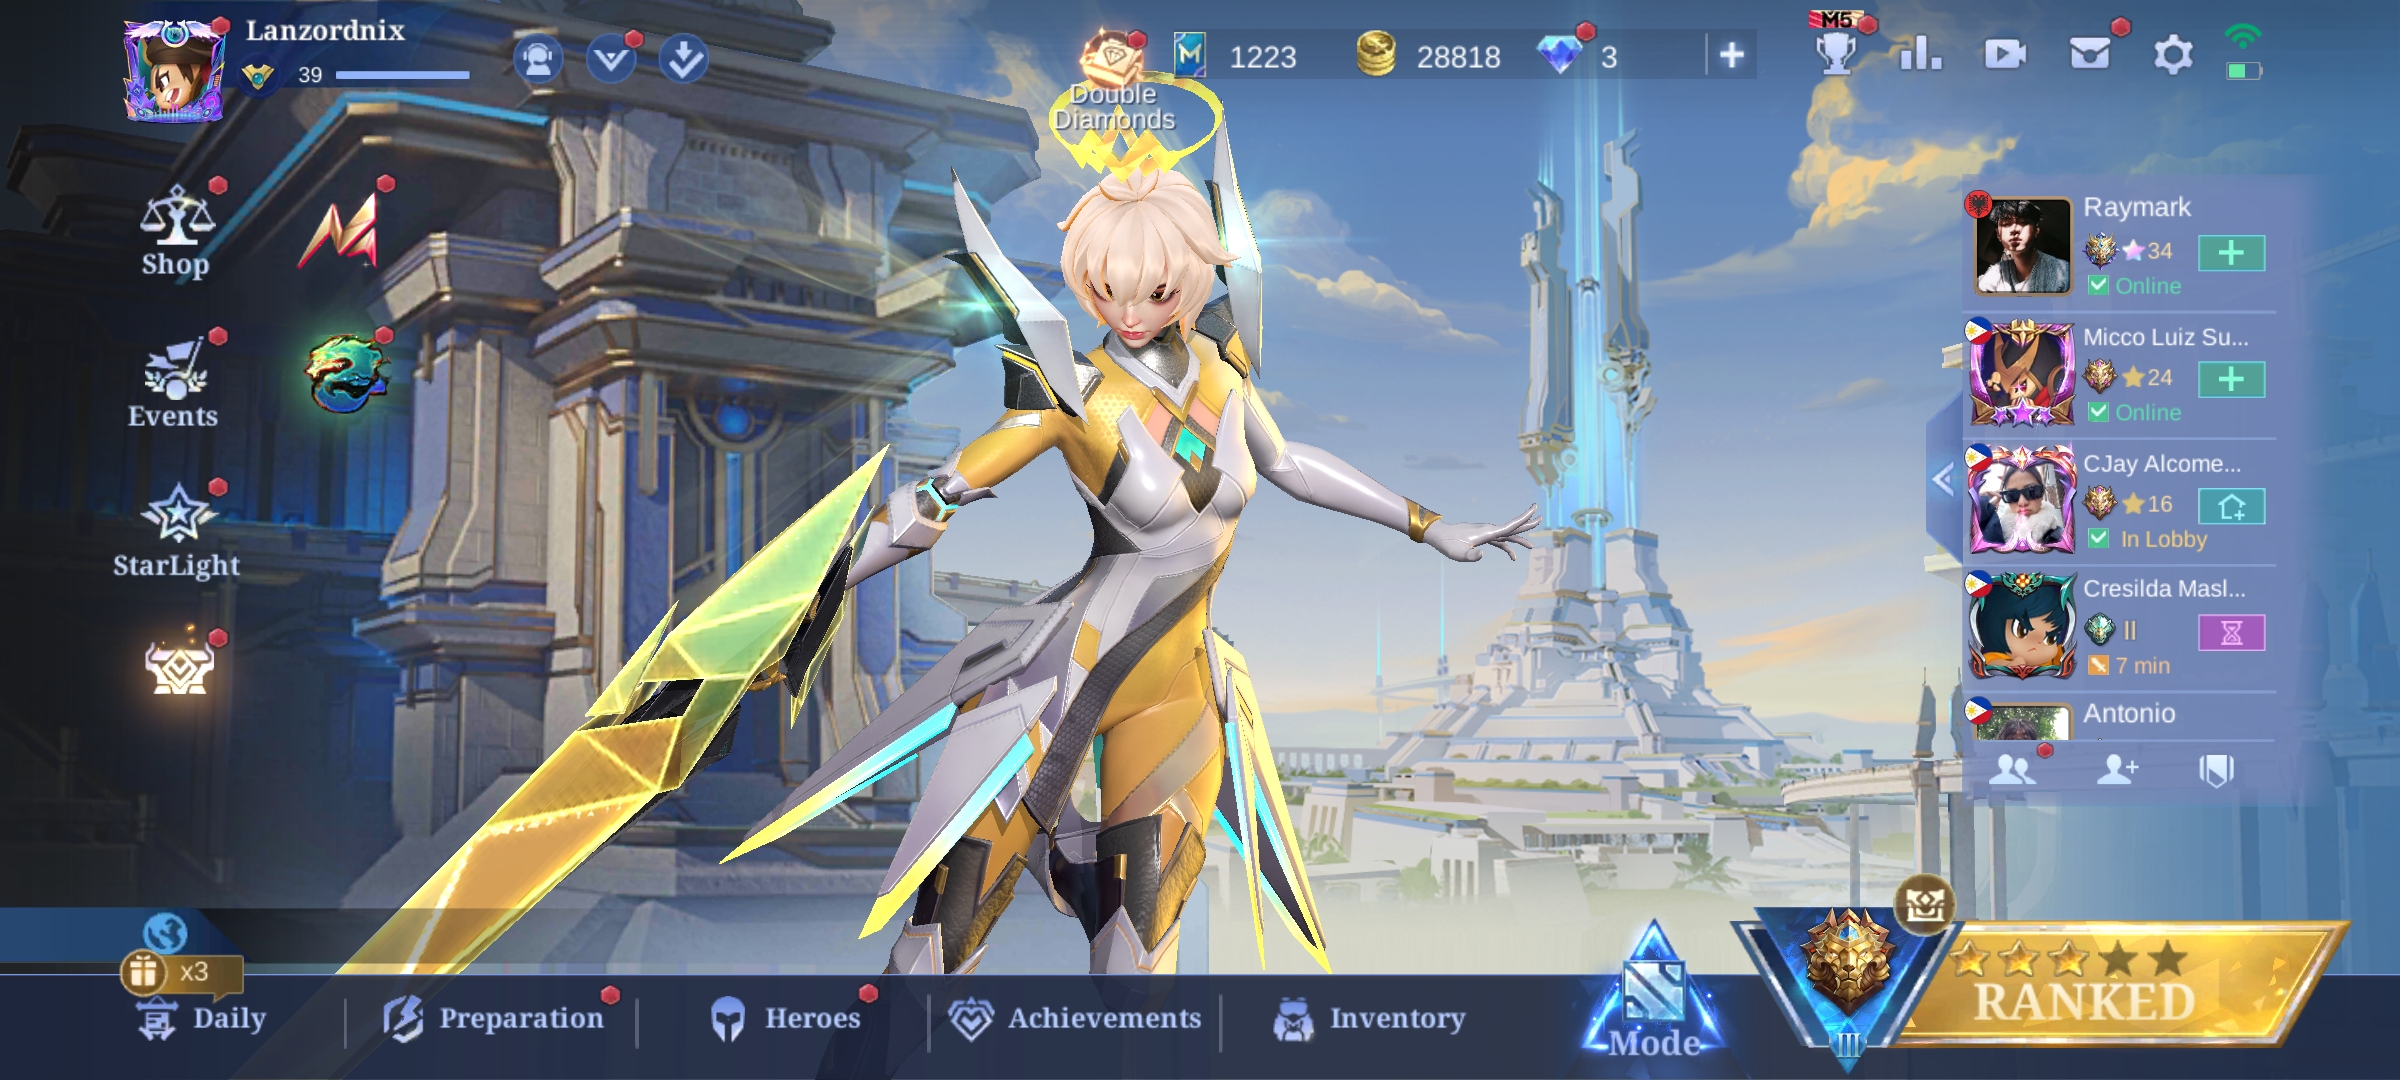 Lanzordnix
39
Double
Diamonds
1223
28818
3
M5
Shop
Events
StarLight
Raymark
34
Online
Micco Luiz Su...
24
Online
CJay Alcome...
16
In Lobby
Cresilda Masl...
II
7 min
Antonio
x3
Daily
Preparation
Heroes
Achievements
Inventory
Mode
III
RANKED